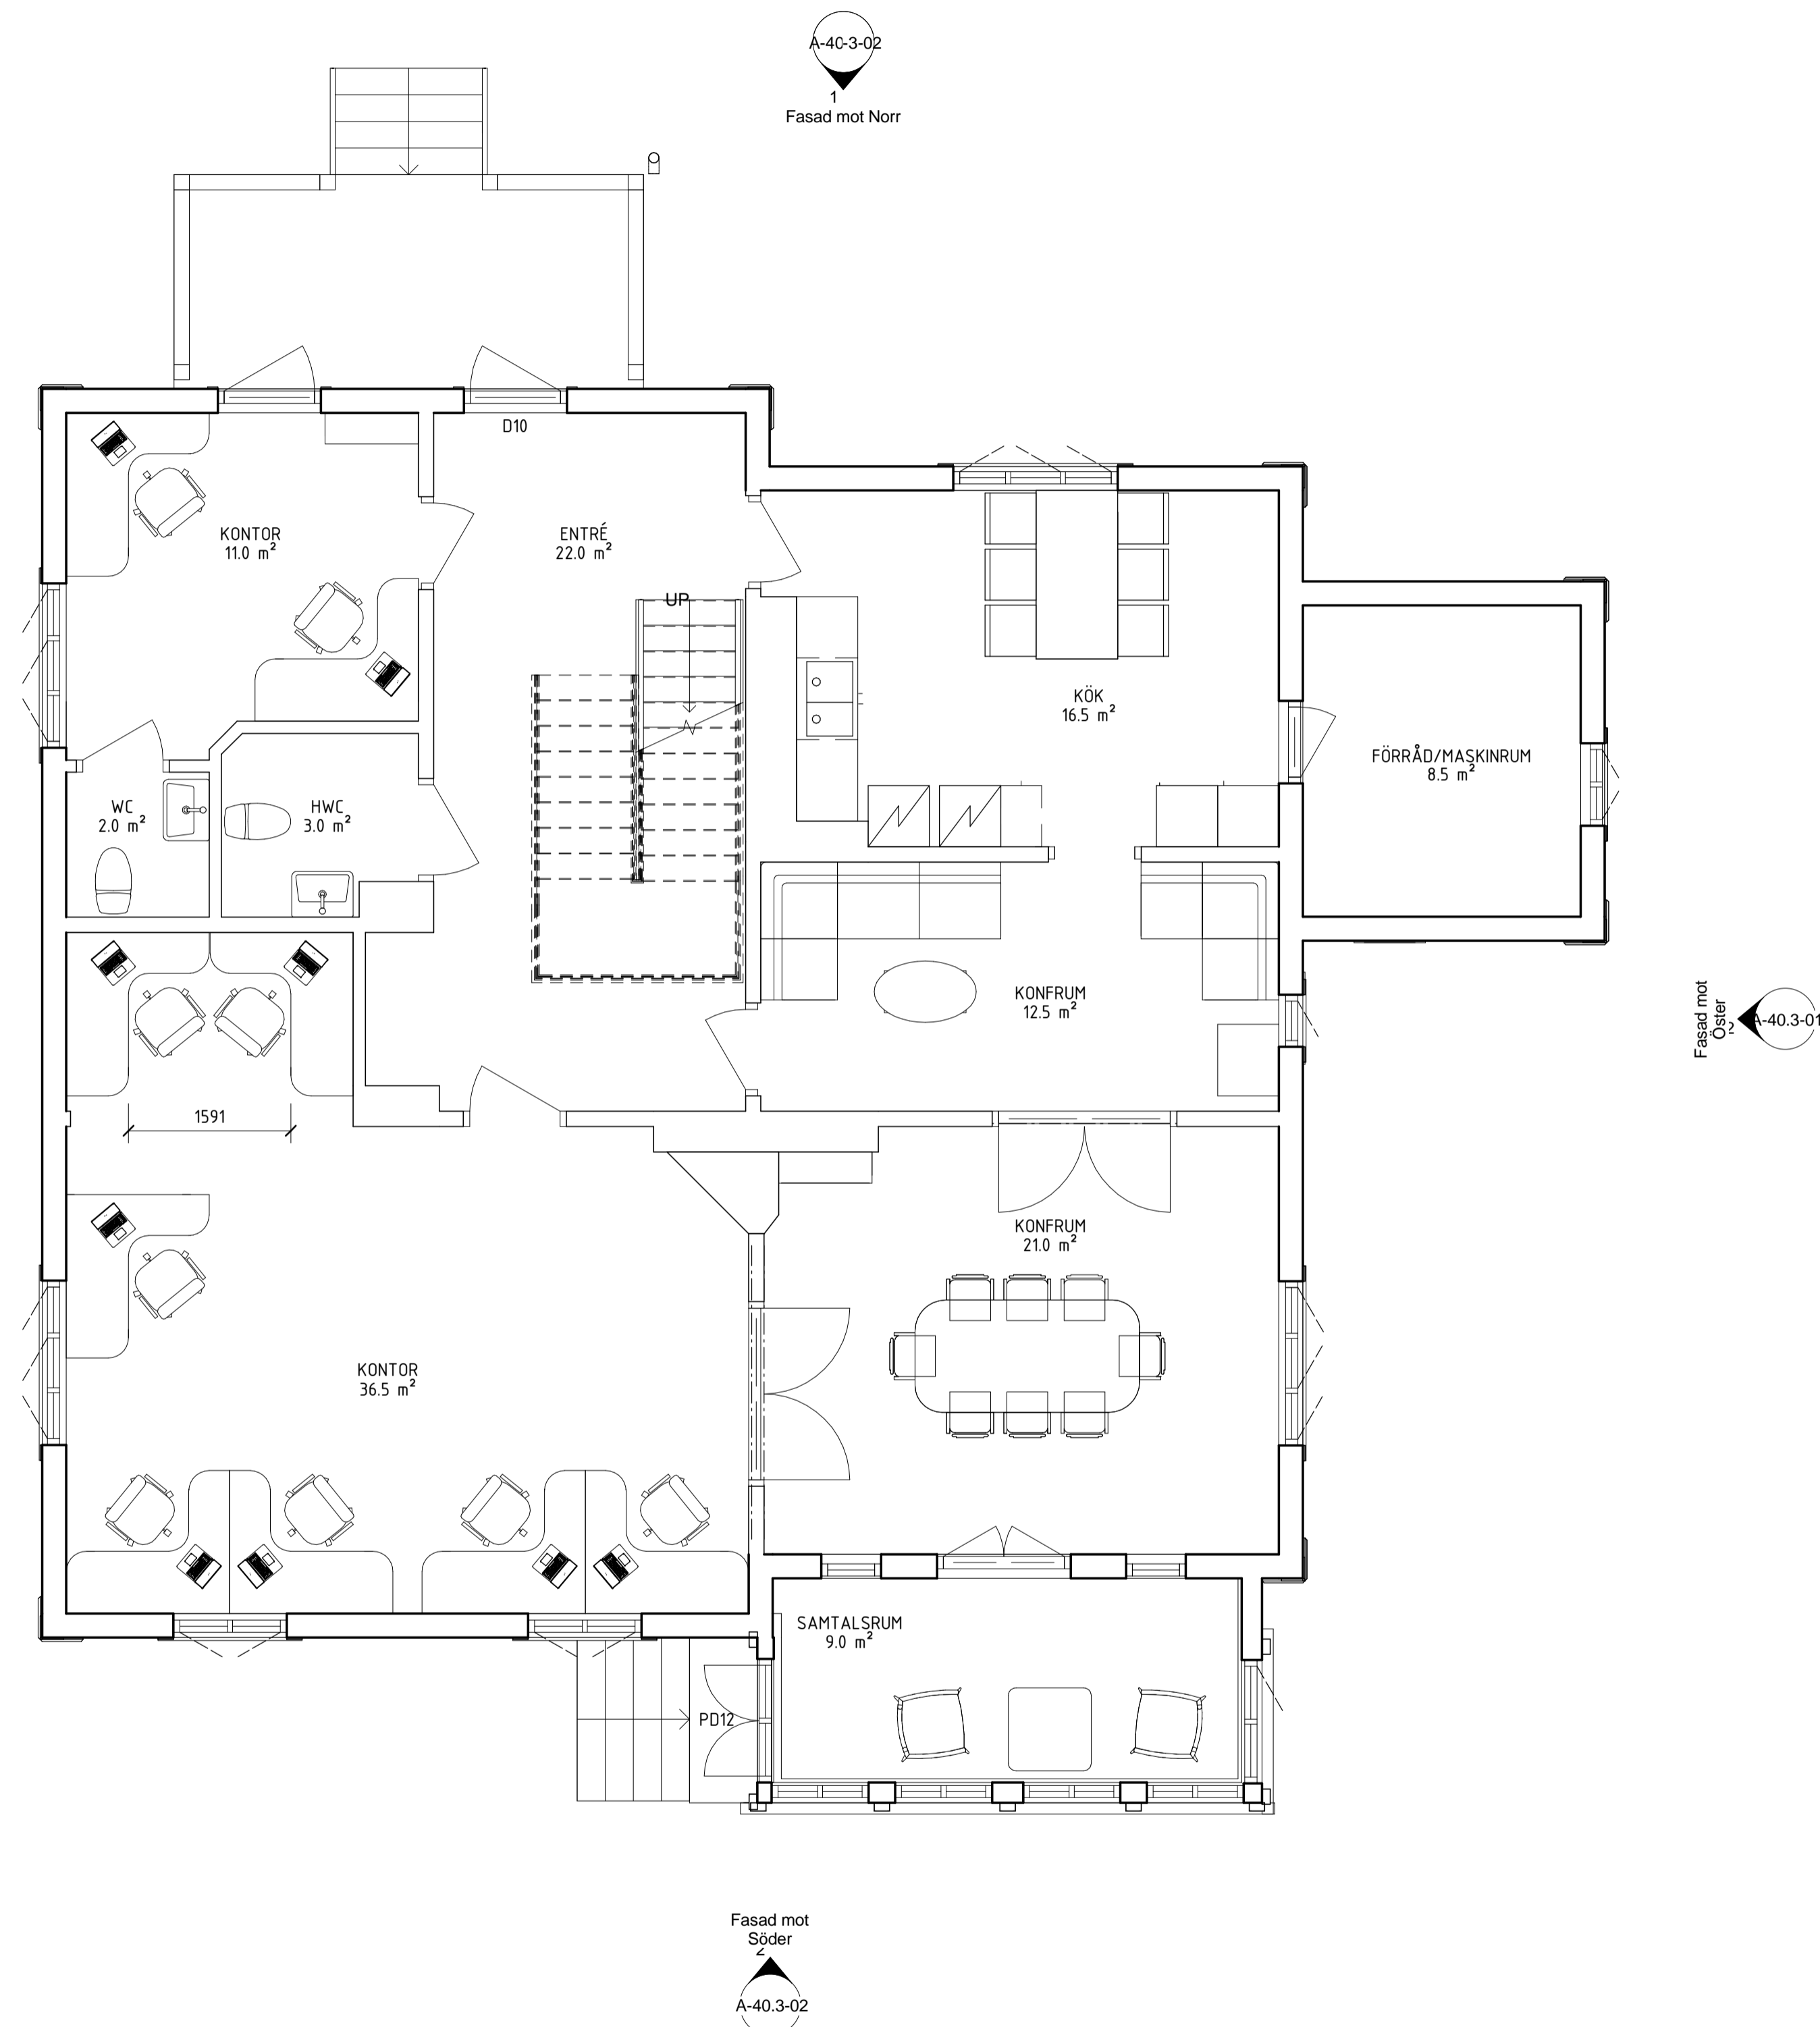 A-40-3-02
1
Fasad mot Norr
D10
KONTOR
11.0 m²
ENTRÉ
22.0 m²
UP
KÖK
16.5 m²
FÖRRÅD/MASKINRUM
8.5 m²
WC
2.0 m²
HWC
3.0 m²
KONFRUM
12.5 m²
Fasad mot
Öster
2
A-40.3-01
1591
KONFRUM
21.0 m²
KONTOR
36.5 m²
SAMTALSRUM
9.0 m²
PD12
Fasad mot
Söder
2
A-40.3-02